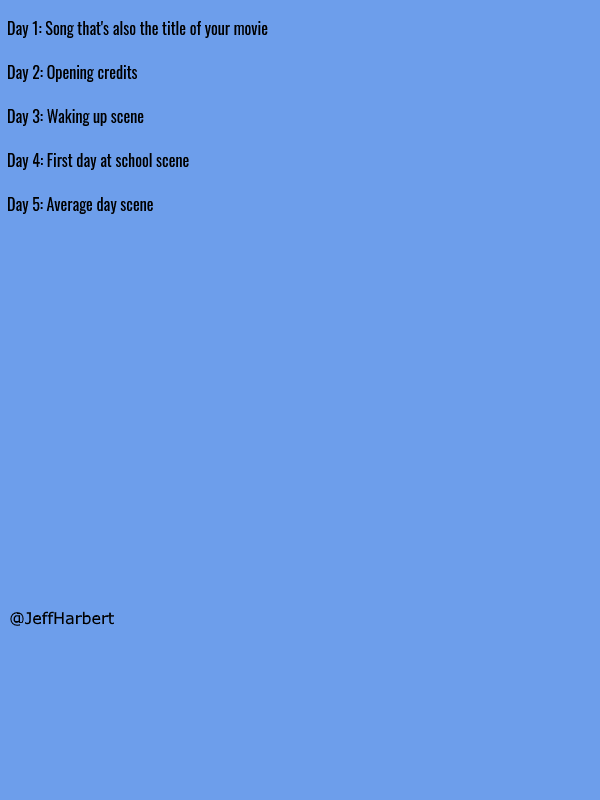 Day 1: Song that's also the title of your movie
Day 2: Opening credits
Day 3: Waking up scene
Day 4: First day at school scene
Day 5: Average day scene
@JeffHarbert